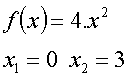 f(x)=4.x²
x₁=0 x₂=3